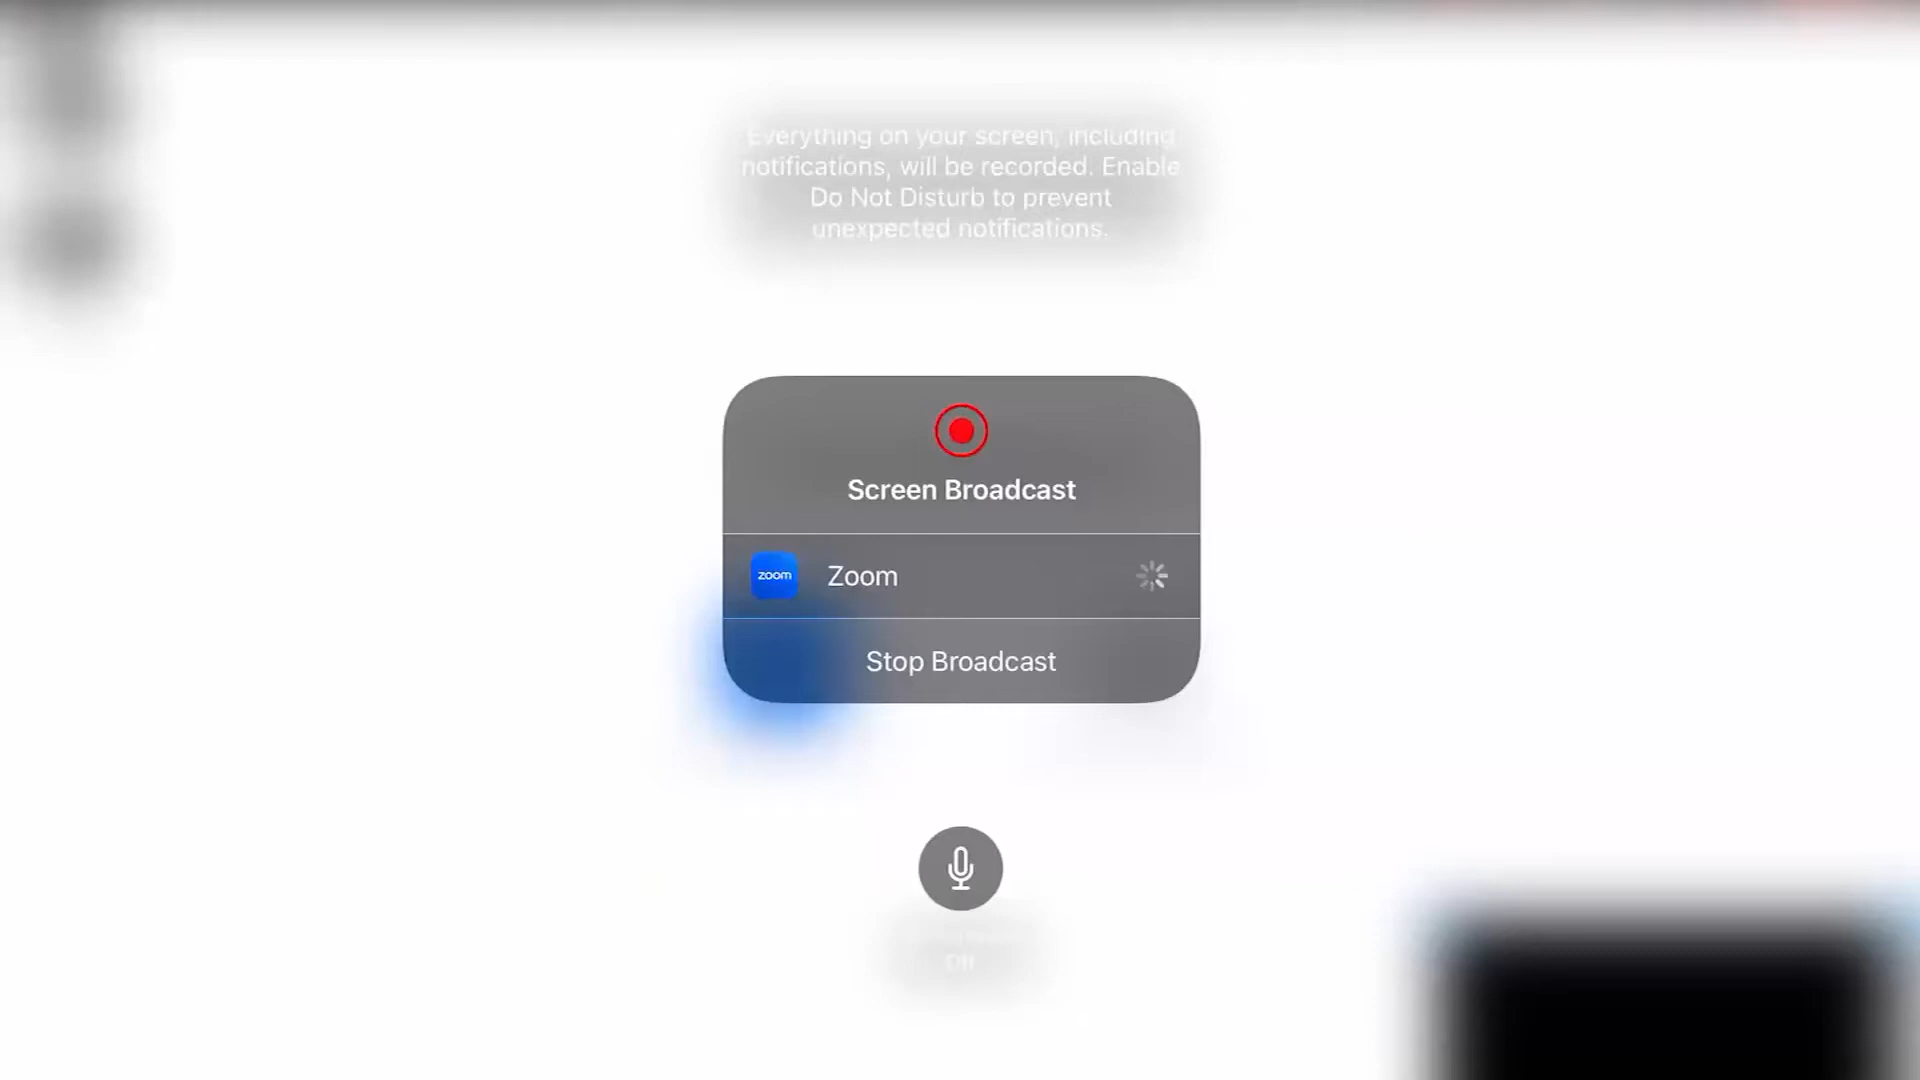 Everything on your screen, including
notifications, will be recorded. Enable
Do Not Disturb to prevent
unexpected notifications.
Screen Broadcast
zoom
Zoom
Stop Broadcast
Off